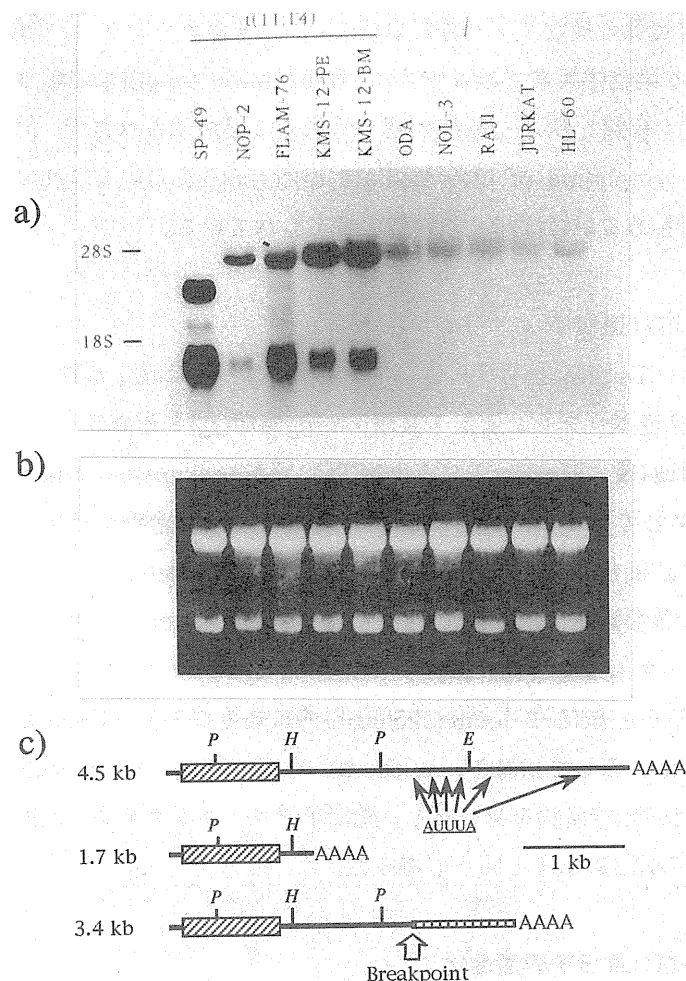 t(11;14)
SP-49
NOP-2
FLAM-76
KMS-12-PE
KMS-12-BM
ODA
NOL-3
RAJI
JURKAT
HL-60
a)
28S
18S
b)
c)
P H P E
4.5 kb AAAA
AUUUA
P H
1.7 kb AAAA
1 kb
P H P
3.4 kb AAAA
Breakpoint